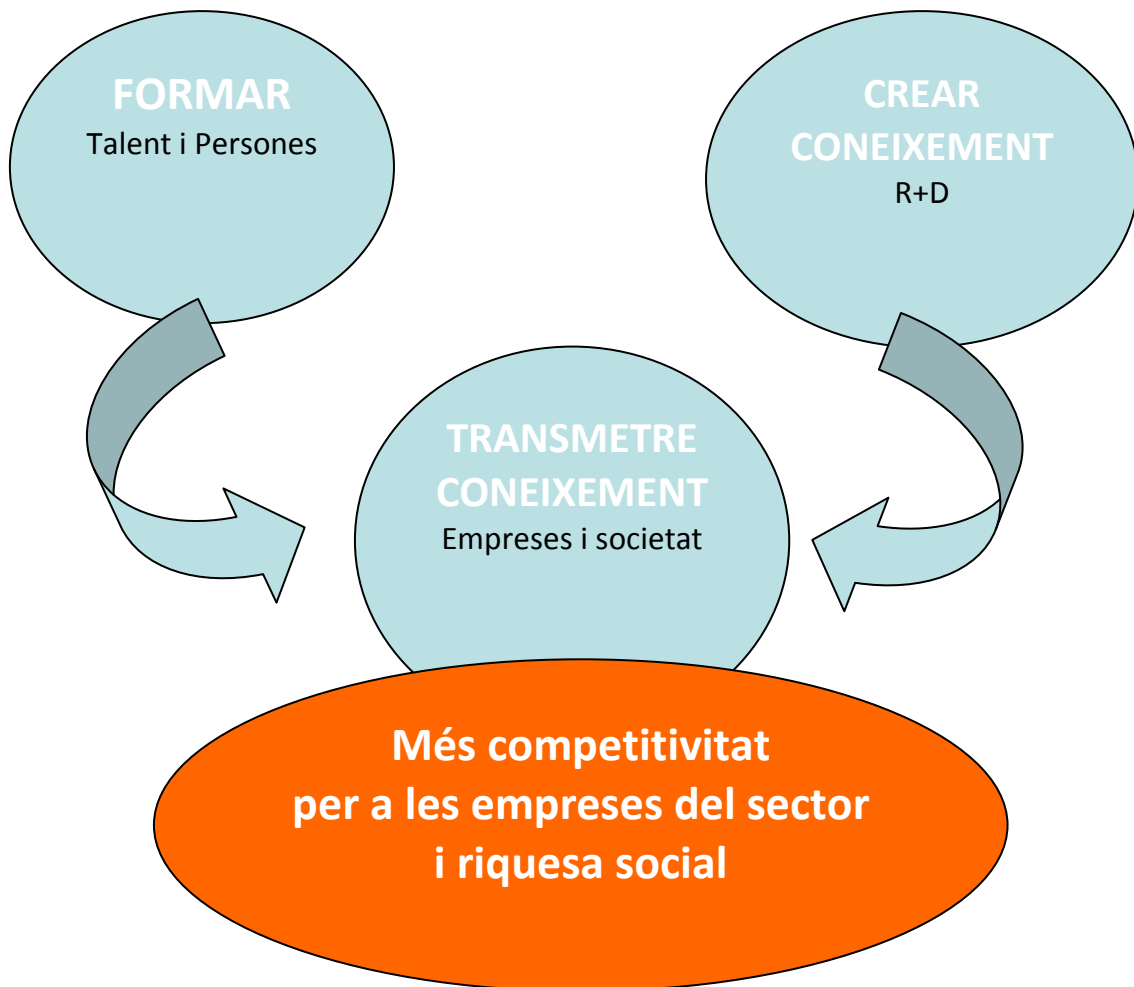 FORMAR
Talent i Persones
CREAR
CONEIXEMENT
R+D
TRANSMETRE
CONEIXEMENT
Empreses i societat
Més competitivitat
per a les empreses del sector
i riquesa social